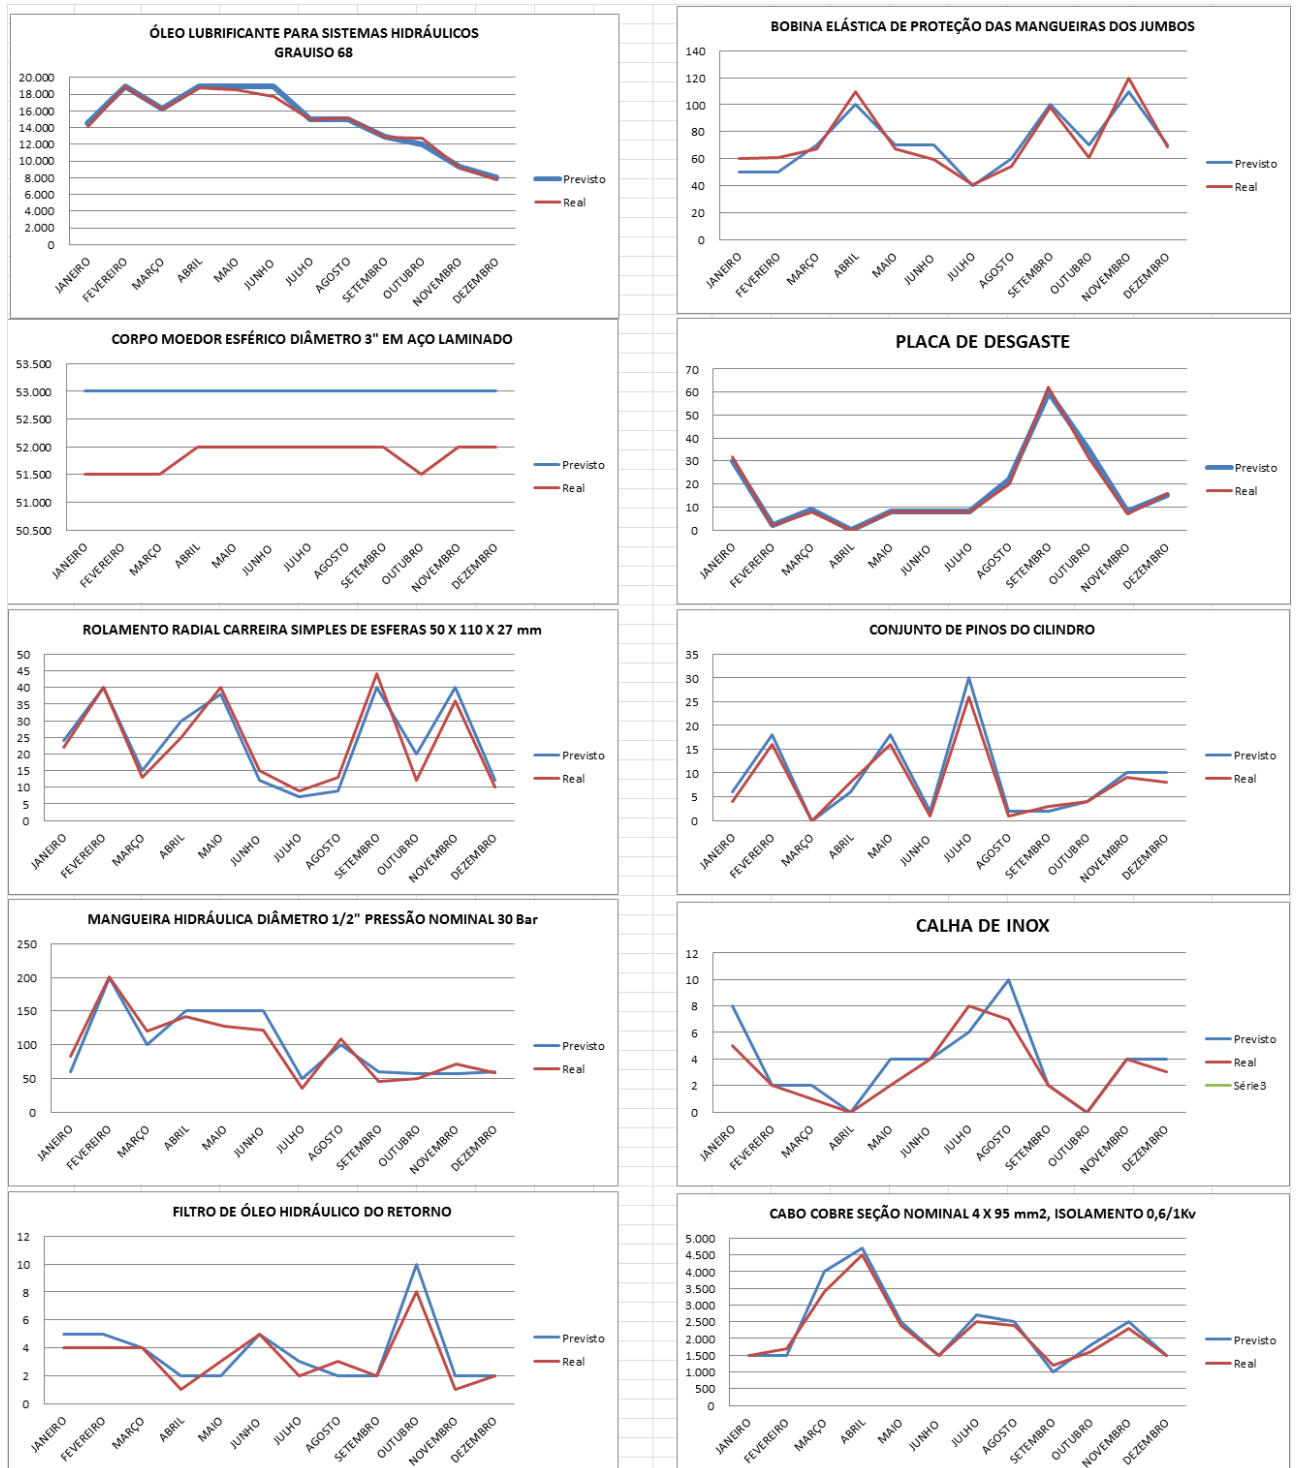 ÓLEO LUBRIFICANTE PARA SISTEMAS HIDRÁULICOS
GRAUISO 68
20.000
18.000
16.000
14.000
12.000
10.000
8.000
6.000
4.000
2.000
0
JANEIRO
FEVEREIRO
MARÇO
ABRIL
MAIO
JUNHO
JULHO
AGOSTO
SETEMBRO
OUTUBRO
NOVEMBRO
DEZEMBRO
Previsto
Real
BOBINA ELÁSTICA DE PROTEÇÃO DAS MANGUEIRAS DOS JUMBOS
140
120
100
80
60
40
20
0
JANEIRO
FEVEREIRO
MARÇO
ABRIL
MAIO
JUNHO
JULHO
AGOSTO
SETEMBRO
OUTUBRO
NOVEMBRO
DEZEMBRO
Previsto
Real
CORPO MOEDOR ESFÉRICO DIÂMETRO 3" EM AÇO LAMINADO
53.500
53.000
52.500
52.000
51.500
51.000
50.500
JANEIRO
FEVEREIRO
MARÇO
ABRIL
MAIO
JUNHO
JULHO
AGOSTO
SETEMBRO
OUTUBRO
NOVEMBRO
DEZEMBRO
Previsto
Real
PLACA DE DESGASTE
70
60
50
40
30
20
10
0
JANEIRO
FEVEREIRO
MARÇO
ABRIL
MAIO
JUNHO
JULHO
AGOSTO
SETEMBRO
OUTUBRO
NOVEMBRO
DEZEMBRO
Previsto
Real
ROLAMENTO RADIAL CARREIRA SIMPLES DE ESFERAS 50 X 110 X 27 mm
50
45
40
35
30
25
20
15
10
5
0
JANEIRO
FEVEREIRO
MARÇO
ABRIL
MAIO
JUNHO
JULHO
AGOSTO
SETEMBRO
OUTUBRO
NOVEMBRO
DEZEMBRO
Previsto
Real
CONJUNTO DE PINOS DO CILINDRO
35
30
25
20
15
10
5
0
JANEIRO
FEVEREIRO
MARÇO
ABRIL
MAIO
JUNHO
JULHO
AGOSTO
SETEMBRO
OUTUBRO
NOVEMBRO
DEZEMBRO
Previsto
Real
MANGUEIRA HIDRÁULICA DIÂMETRO 1/2" PRESSÃO NOMINAL 30 Bar
250
200
150
100
50
0
JANEIRO
FEVEREIRO
MARÇO
ABRIL
MAIO
JUNHO
JULHO
AGOSTO
SETEMBRO
OUTUBRO
NOVEMBRO
DEZEMBRO
Previsto
Real
CALHA DE INOX
12
10
8
6
4
2
0
JANEIRO
FEVEREIRO
MARÇO
ABRIL
MAIO
JUNHO
JULHO
AGOSTO
SETEMBRO
OUTUBRO
NOVEMBRO
DEZEMBRO
Previsto
Real
Série3
FILTRO DE ÓLEO HIDRÁULICO DO RETORNO
12
10
8
6
4
2
0
JANEIRO
FEVEREIRO
MARÇO
ABRIL
MAIO
JUNHO
JULHO
AGOSTO
SETEMBRO
OUTUBRO
NOVEMBRO
DEZEMBRO
Previsto
Real
CABO COBRE SEÇÃO NOMINAL 4 X 95 mm2, ISOLAMENTO 0,6/1Kv
5.000
4.500
4.000
3.500
3.000
2.500
2.000
1.500
1.000
500
0
JANEIRO
FEVEREIRO
MARÇO
ABRIL
MAIO
JUNHO
JULHO
AGOSTO
SETEMBRO
OUTUBRO
NOVEMBRO
DEZEMBRO
Previsto
Real